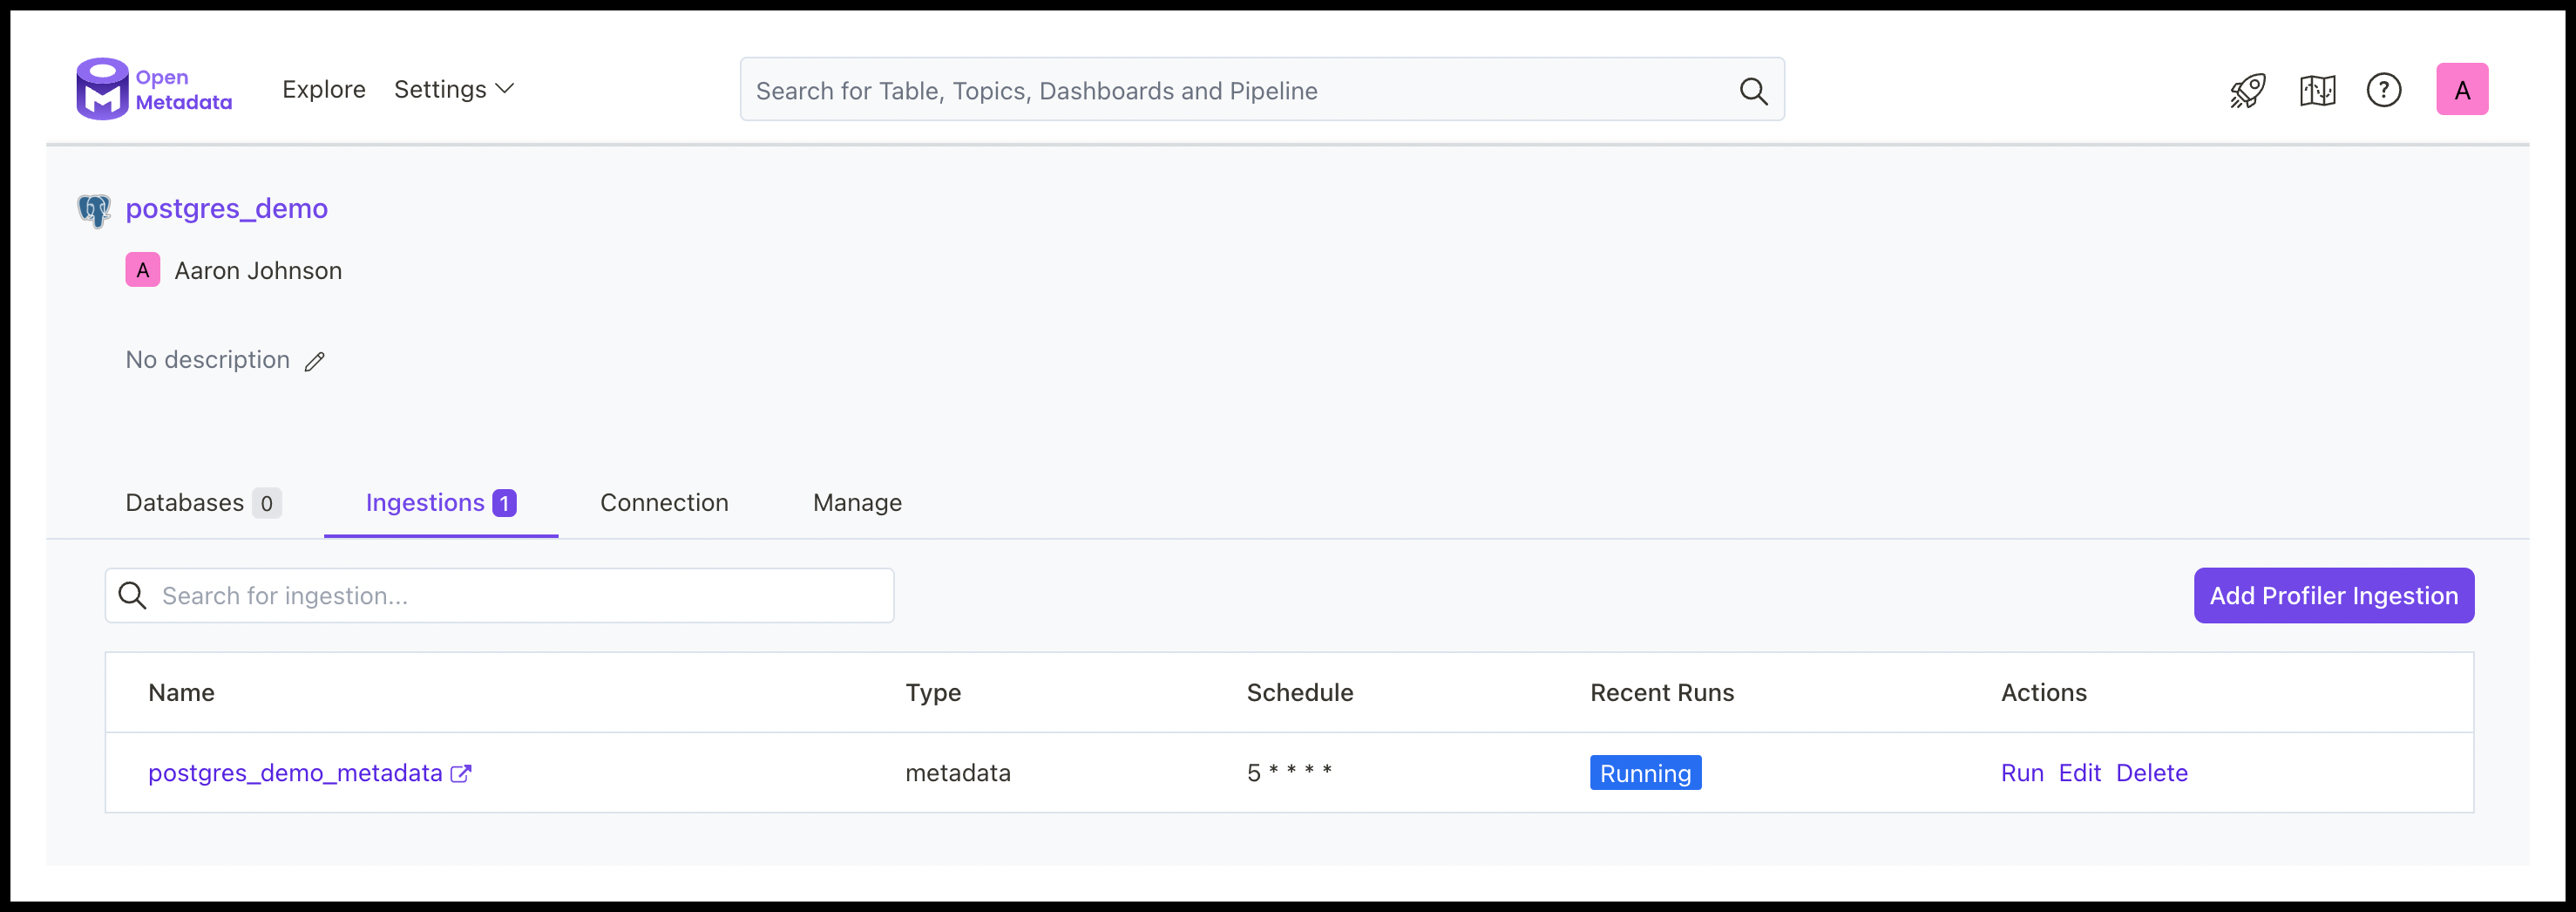 Open
Metadata
Explore Settings
Search for Table, Topics, Dashboards and Pipeline
?
A
postgres_demo
A Aaron Johnson
No description
Databases 0 Ingestions 1 Connection Manage
Search for ingestion...
Add Profiler Ingestion
Name Type Schedule Recent Runs Actions
postgres_demo_metadata metadata 5 * * * * Running Run Edit Delete